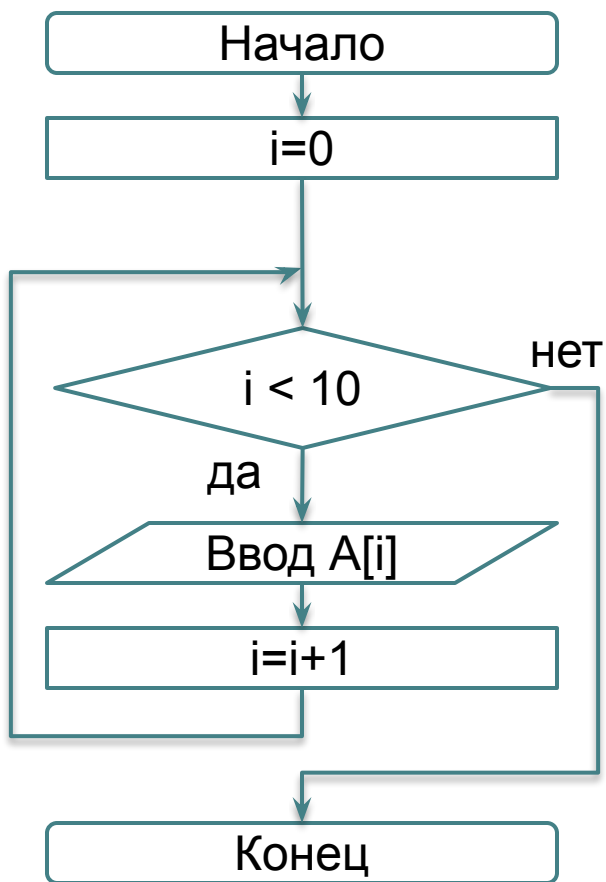 Начало
i=0
i < 10
нет
да
Ввод A[i]
i=i+1
Конец